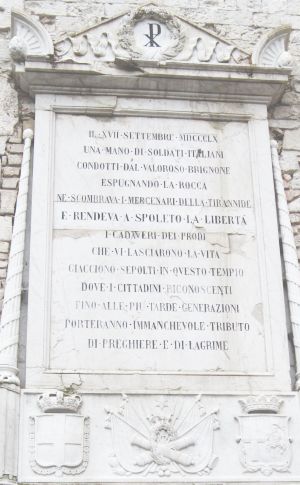 IL XVII SETTEMBRE MDCCCLX
UNA MANO DI SOLDATI ITALIANI
CONDOTTI DAL VALOROSO BRIGNONE
ESPUGNANDO LA ROCCA
NE SGOMBRAVA I MERCENARI DELLA TIRANNIDE
E RENDEVA A SPOLETO LA LIBERTÁ
I CADAVERI DEI PRODI
CHE VI LASCIARONO LA VITA
GIACCIONO SEPOLTI IN QUESTO TEMPIO
DOVE I CITTADINI RICONOSCENTI
FINO ALLE PIÙ TARDE GENERAZIONI
PORTERANNO IMMANCHEVOLE TRIBUTO
DI PREGHIERE E DI LAGRIME